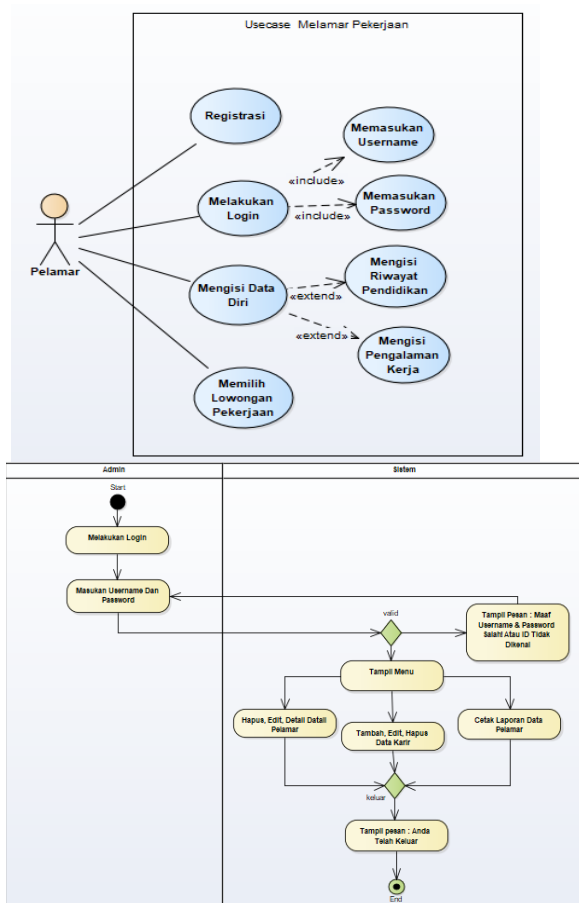 Usecase Melamar Pekerjaan
Registrasi
Memasukan
Username
«include»
Melakukan
Login
«include»
Memasukan
Password
Pelamar
Mengisi Data
Diri
«extend»
Mengisi
Riwayat
Pendidikan
«extend»
Mengisi
Pengalaman
Kerja
Memilih
Lowongan
Pekerjaan
Admin
Sistem
Start
Melakukan Login
Masukan Username Dan
Password
valid
Tampil Pesan : Maaf
Username & Password
Salah! Atau ID Tidak
Dikenal
Tampil Menu
Hapus, Edit, Detail Datail
Pelamar
Tambah, Edit, Hapus
Data Karir
Cetak Laporan Data
Pelamar
keluar
Tampil pesan : Anda
Telah Keluar
End